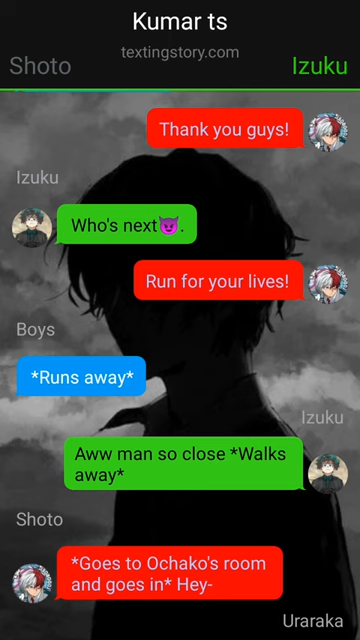 Kumar ts
textingstory.com
Shoto
Izuku
Thank you guys!
Izuku
Who's next😈.
Run for your lives!
Boys
*Runs away*
Izuku
Aww man so close *Walks
away*
Shoto
*Goes to Ochako's room
and goes in* Hey-
Uraraka